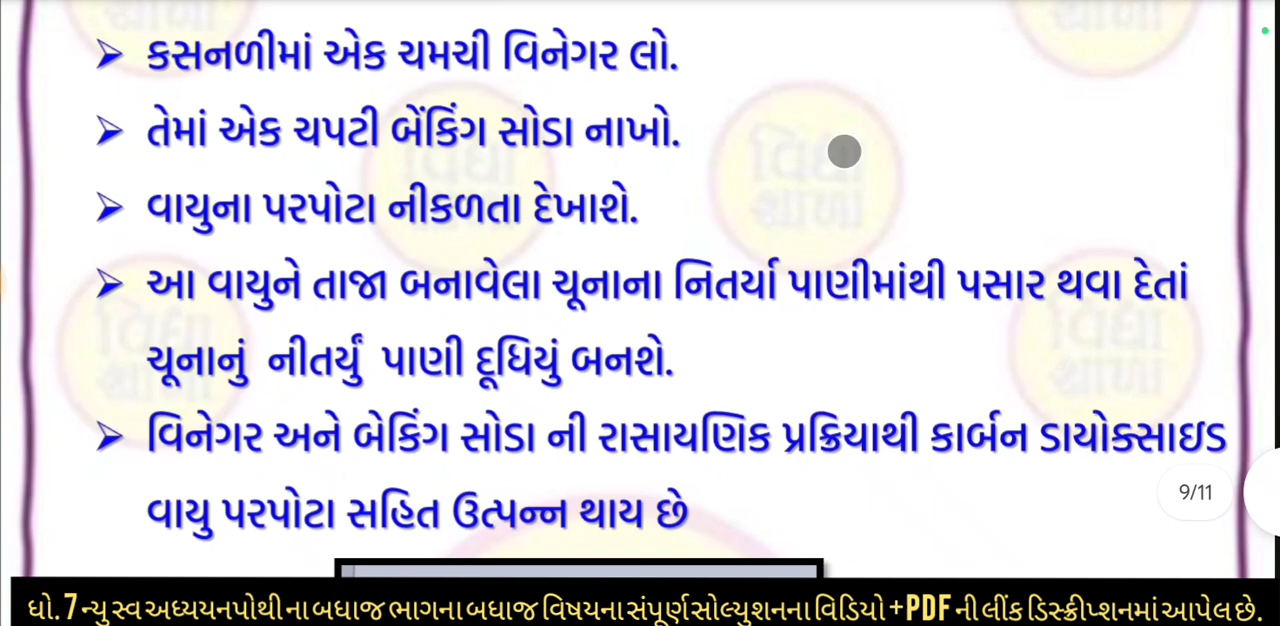 ➢ કસનળીમાં એક ચમચી વિનેગર લો.
➢ તેમાં એક ચપટી બેંકિંગ સોડા નાખો.
➢ વાયુના પરપોટા નીકળતા દેખાશે.
➢ આ વાયુને તાજા બનાવેલા ચૂનાના નિતર્યા પાણીમાંથી પસાર થવા દેતાં
ચૂનાનું નીતર્યું પાણી દૂધિયું બનશે.
➢ વિનેગર અને બેકિંગ સોડા ની રાસાયણિક પ્રક્રિયાથી કાર્બન ડાયોક્સાઇડ
વાયુ પરપોટા સહિત ઉત્પન્ન થાય છે
9/11
ધો. 7 ન્યુ સ્વ અધ્યયનપોથી ના બધાજ ભાગના બધાજ વિષયના સંપૂર્ણ સોલ્યુશનના વિડિયો + PDF ની લીંક ડિસ્ક્રીપ્શનમાં આપેલ છે.
વિદ્યા
શાળા